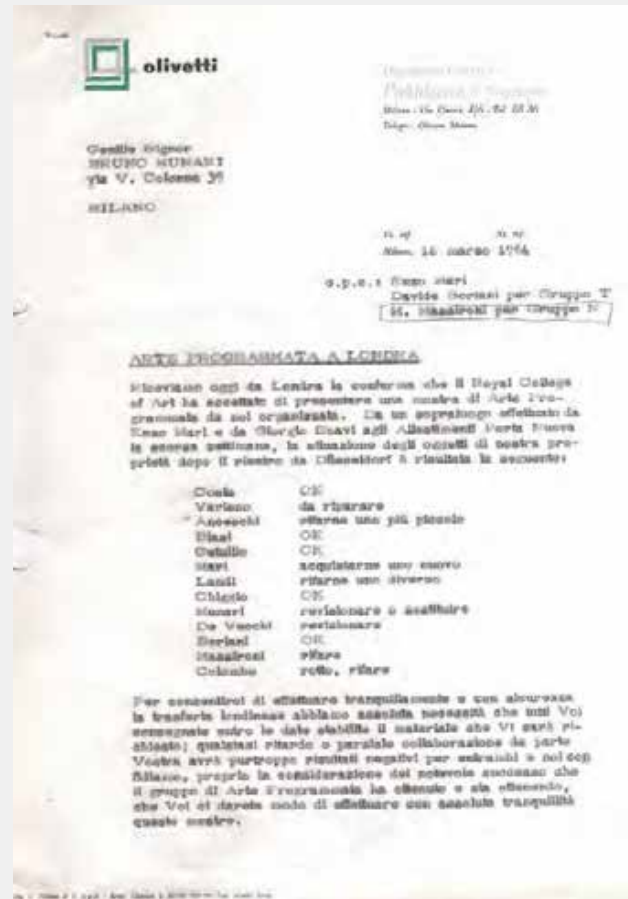 olivetti
Gentile Signor
BRUNO MUNARI
via V. Colonna 39
MILANO
Milano, 16 marzo 1964
e.p.c.: Enzo Mari
Davide Boriani per Gruppo T
M. Massironi per Gruppo N
ARTE PROGRAMMATA A LONDRA
Riceviamo oggi da Londra la conferma che il Royal College
of Art ha accettato di presentare una mostra di Arte Pro-
grammata da noi organizzata. Da un sopraluogo effettuato da
Enzo Mari e da Giorgio Soavi agli Allestimenti Porta Nuova
la scorsa settimana, la situazione degli oggetti di nostra pro-
prietà dopo il rientro da Düsseldorf è risultata la seguente:
Costa OK
Varisco da riparare
Anceschi rifarne uno più piccolo
Biasi OK
OK
Mari acquistarne uno nuovo
Landi rifarne uno diverso
Chiggio OK
Munari revisionare o sostituire
De Vecchi revisionare
Boriani OK
Massironi rifare
Colombo rotto, rifare
Per consentirci di effettuare tranquillamente e con sicurezza
la trasferta londinese abbiamo assoluta necessità che tutti Voi
consegnate entro le date stabilite il materiale che Vi sarà ri-
chiesto; qualsiasi ritardo o parziale collaborazione da parte
Vostra avrà purtroppo risultati negativi per entrambi e noi con
fidiamo, proprio in considerazione del notevole successo che
il gruppo di Arte Programmata ha ottenuto e sta ottenendo,
che Voi ci darete modo di effettuare con assoluta tranquillità
questa mostra.